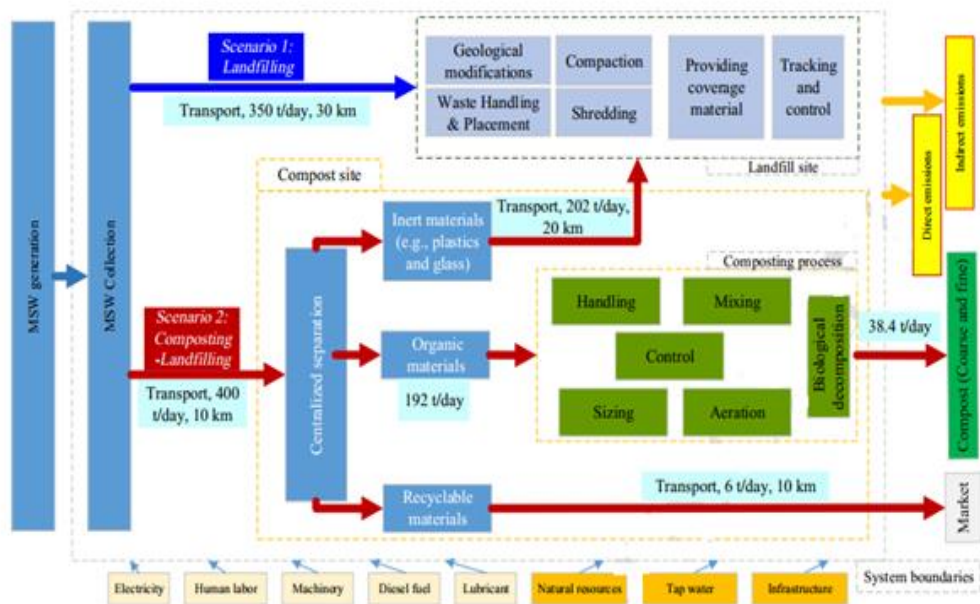 Scenario 1:
Landfilling
Transport, 350 t/day, 30 km
Geological
modifications
Compaction
Waste Handling
& Placement
Shredding
Providing
coverage
material
Tracking
and
control
Landfill site
Indirect emissions
Direct emissions
MSW generation
MSW Collection
Compost site
Inert materials
(e.g., plastics
and glass)
Transport, 202 t/day,
20 km
Composting process
Scenario 2:
Composting
-Landfilling
Transport, 400
t/day, 10 km
Centralized separation
Organic
materials
192 t/day
Handling
Mixing
Control
Sizing
Aeration
Biological
decomposition
38.4 t/day
Compost (Coarse and fine)
Recyclable
materials
Transport, 6 t/day, 10 km
Market
System boundaries
Electricity
Human labor
Machinery
Diesel fuel
Lubricant
Natural resources
Tap water
Infrastructure